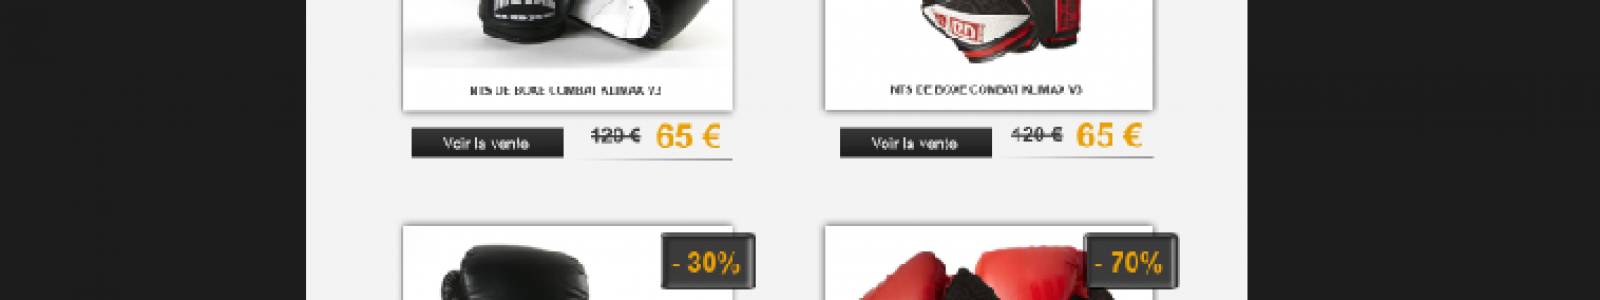 NTS DE BOXE COMBAT KLIMAX V3
NTS DE BOXE COMBAT KLIMAX V3
Voir la vente
120 € 65 €
Voir la vente
120 € 65 €
- 30%
- 70%